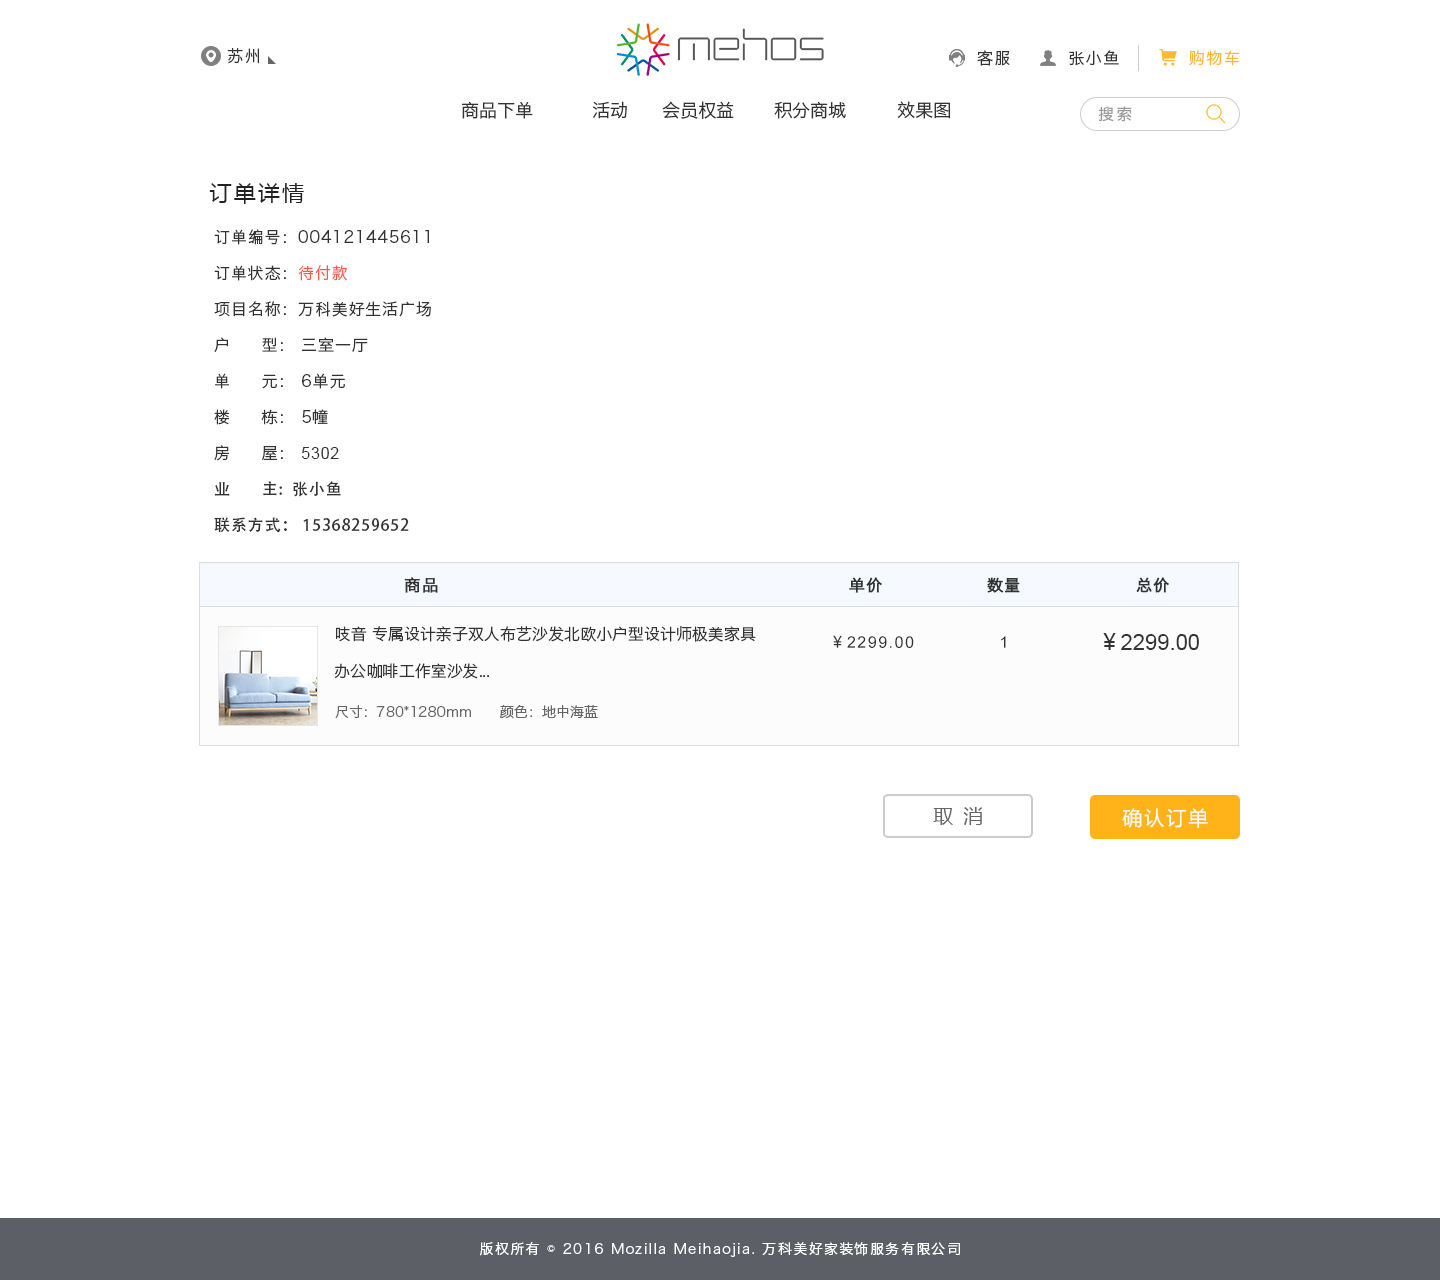 苏州
mehos
客服 张小鱼 购物车
商品下单 活动 会员权益 积分商城 效果图
搜索
订单详情
订单编号：004121445611
订单状态：待付款
项目名称：万科美好生活广场
户 型： 三室一厅
单 元： 6单元
楼 栋： 5幢
房 屋： 5302
业 主: 张小鱼
联系方式： 15368259652
商品 单价 数量 总价
吱音 专属设计亲子双人布艺沙发北欧小户型设计师极美家具
办公咖啡工作室沙发...
¥ 2299.00 1 ¥ 2299.00
尺寸：780*1280mm 颜色：地中海蓝
取 消 确认订单
版权所有 © 2016 Mozilla Meihaojia. 万科美好家装饰服务有限公司